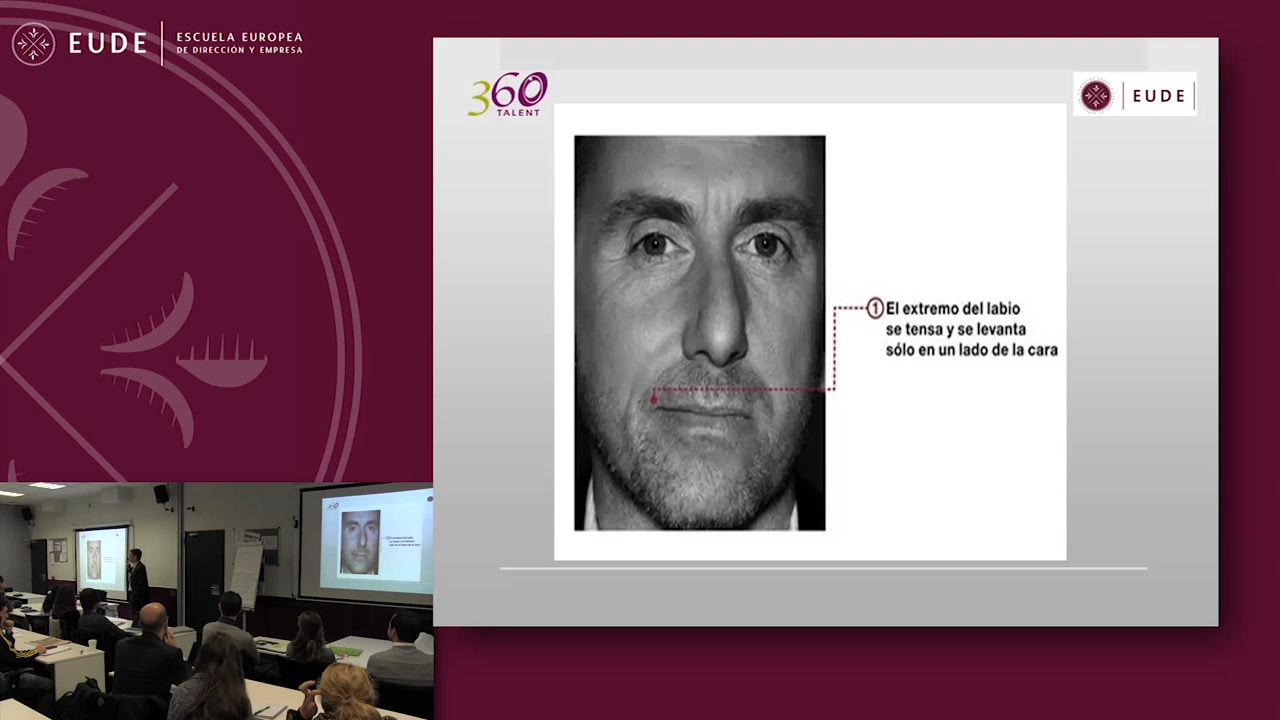 EUDE
ESCUELA EUROPEA
DE DIRECCIÓN Y EMPRESA
360
TALENT
EUDE
1 El extremo del labio
se tensa y se levanta
sólo en un lado de la cara